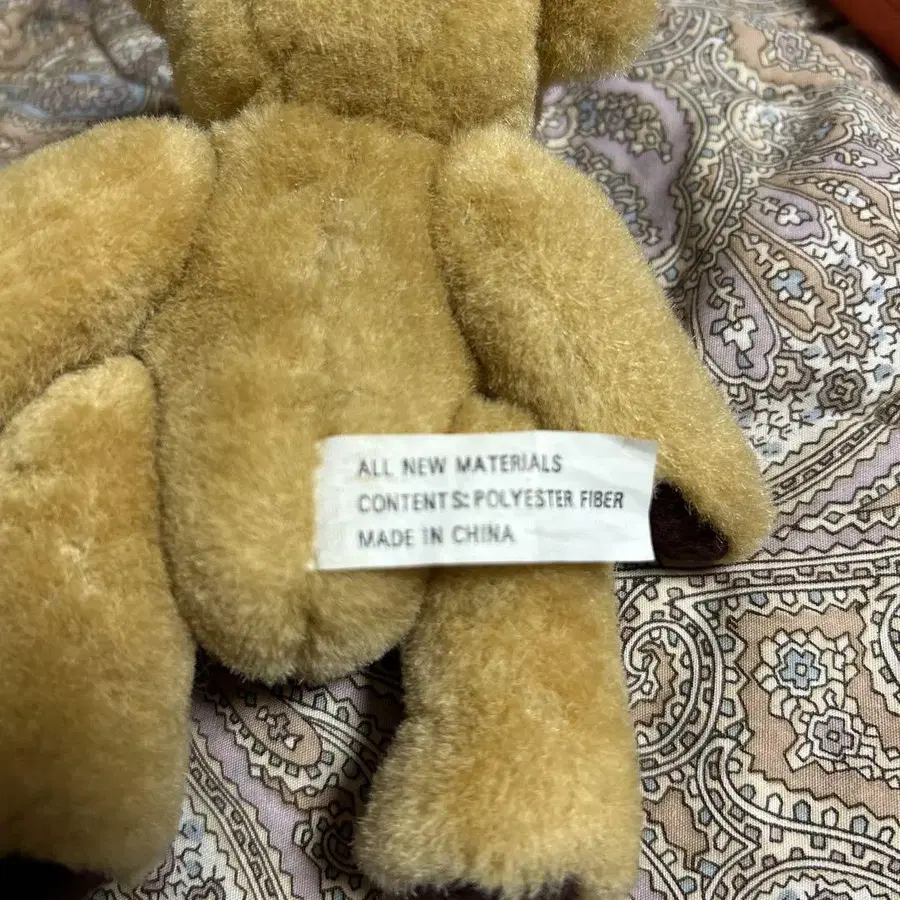 ALL NEW MATERIALS
CONTENTS: POLYESTER FIBER
MADE IN CHINA